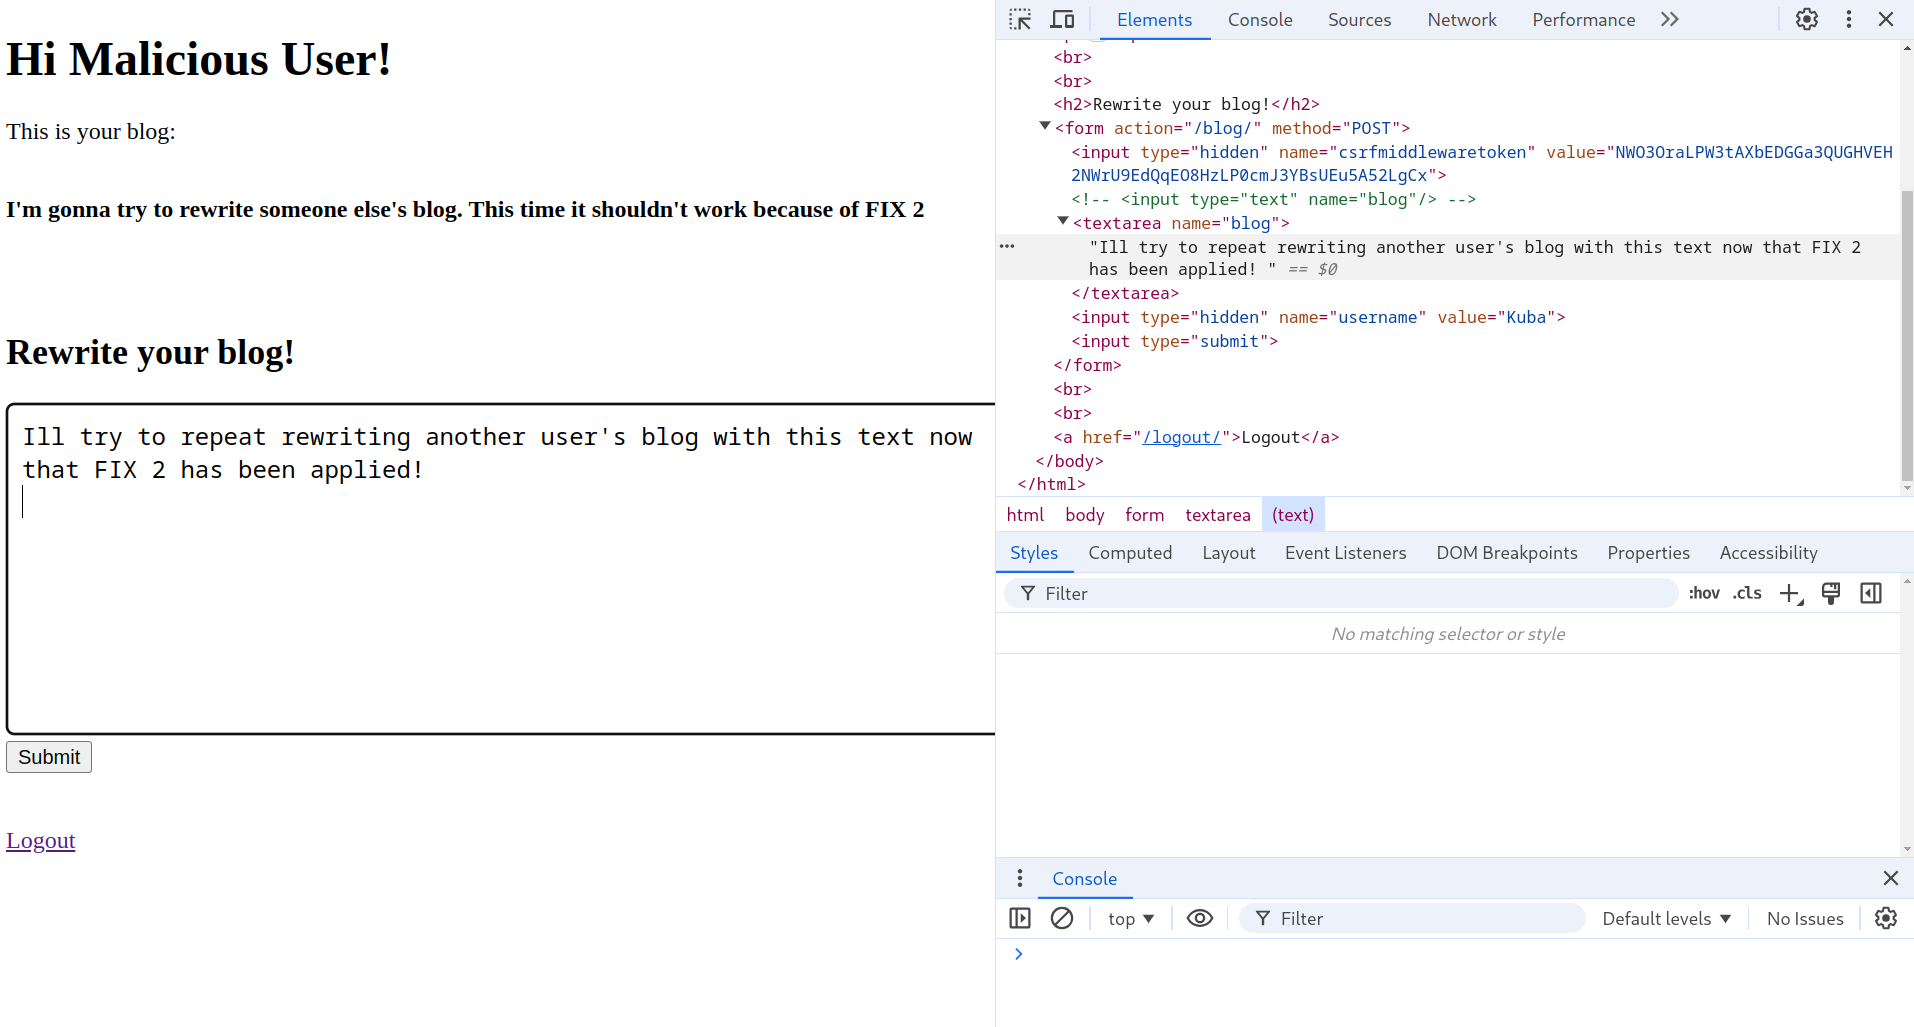 Hi Malicious User!
This is your blog:
I'm gonna try to rewrite someone else's blog. This time it shouldn't work because of FIX 2
Rewrite your blog!
Ill try to repeat rewriting another user's blog with this text now
that FIX 2 has been applied!
Submit
Logout
Elements Console Sources Network Performance
<br>
<br>
<h2>Rewrite your blog!</h2>
<form action="/blog/" method="POST">
<input type="hidden" name="csrfmiddlewaretoken" value="NWO3OraLPW3tAXbEDGGa3QUGHVEH
2NWrU9EdQqEO8HzLP0cmJ3YBsUEu5A52LgCx">
<!-- <input type="text" name="blog"/> -->
<textarea name="blog">
"Ill try to repeat rewriting another user's blog with this text now that FIX 2
has been applied! " == $0
</textarea>
<input type="hidden" name="username" value="Kuba">
<input type="submit">
</form>
<br>
<br>
<a href="/logout/">Logout</a>
</body>
</html>
html body form textarea (text)
Styles Computed Layout Event Listeners DOM Breakpoints Properties Accessibility
Filter :hov .cls
No matching selector or style
Console
top Filter Default levels No Issues